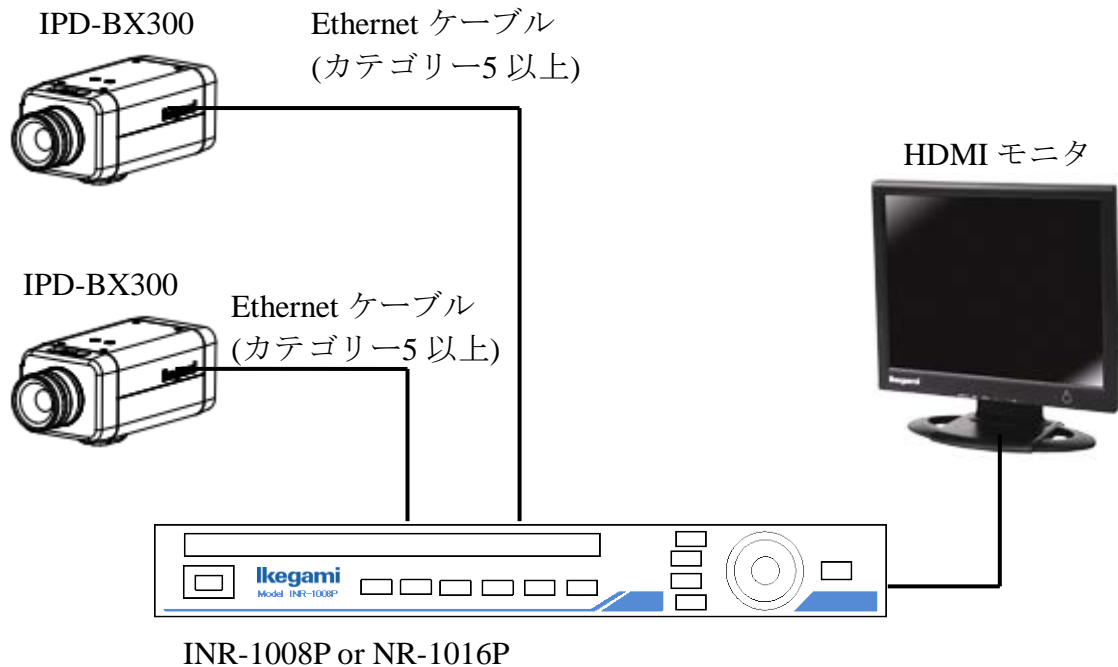 IPD-BX300
Ethernet ケーブル
(カテゴリー5 以上)
HDMI モニタ
Ikegami
IPD-BX300
Ethernet ケーブル
(カテゴリー5 以上)
Ikegami
Model INR-1008P
INR-1008P or NR-1016P